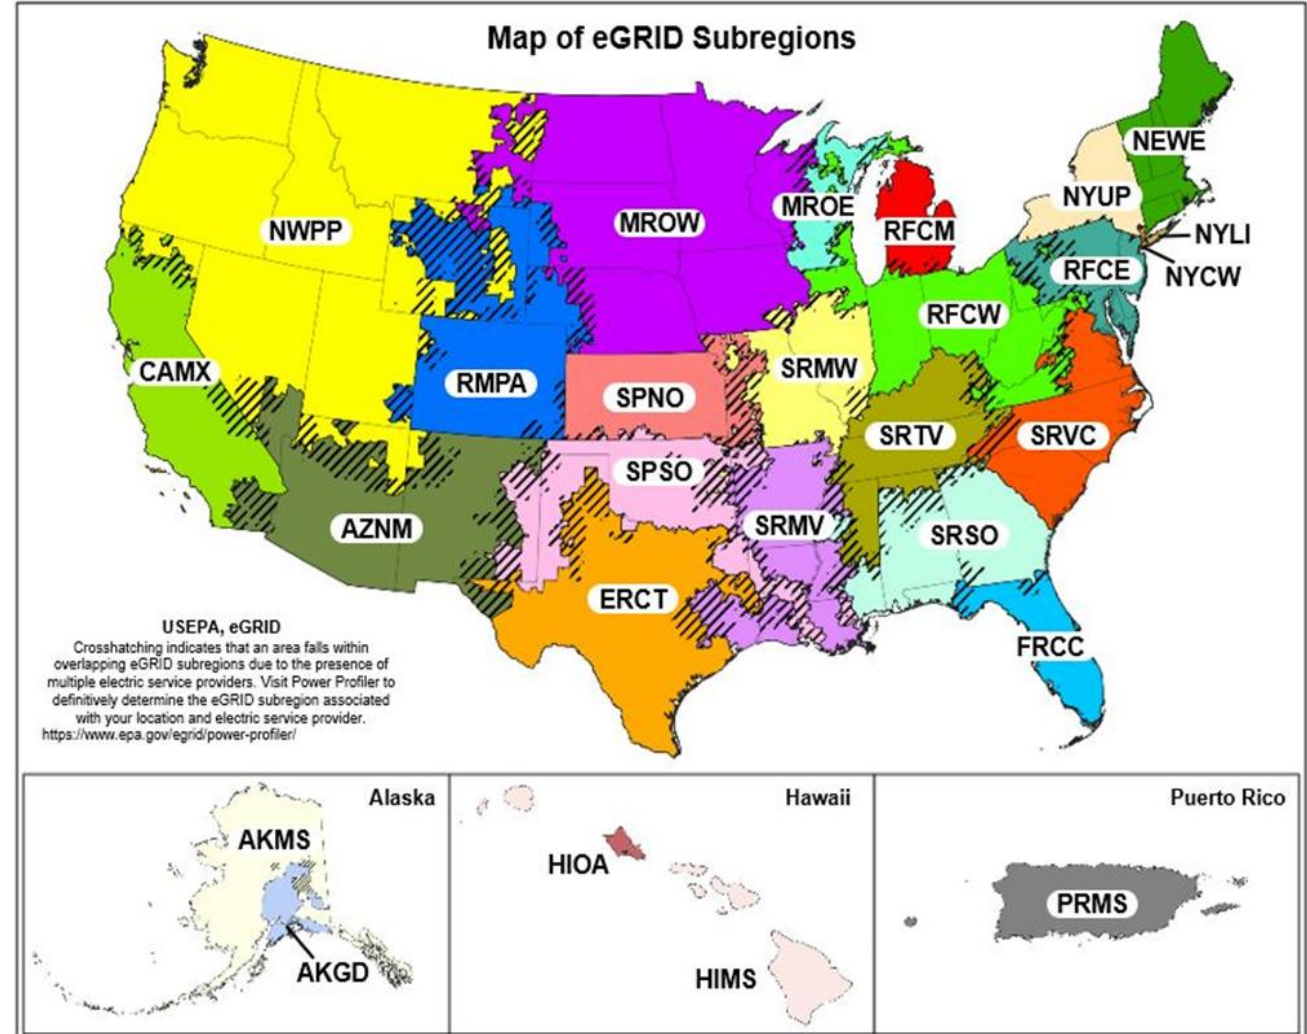 Map of eGRID Subregions
NEWE
NYUP
MROE
MROW
NWPP
RFCM
NYLI
RFCE
NYCW
RFCW
CAMX
SRMW
RMPA
SPNO
SRTV
SRVC
SPSO
SRMV
AZNM
SRSO
ERCT
FRCC
USEPA, eGRID
Crosshatching indicates that an area falls within
overlapping eGRID subregions due to the presence of
multiple electric service providers. Visit Power Profiler to
definitively determine the eGRID subregion associated
with your location and electric service provider.
https://www.epa.gov/egrid/power-profiler/
Alaska
AKMS
AKGD
Hawaii
HIOA
HIMS
Puerto Rico
PRMS